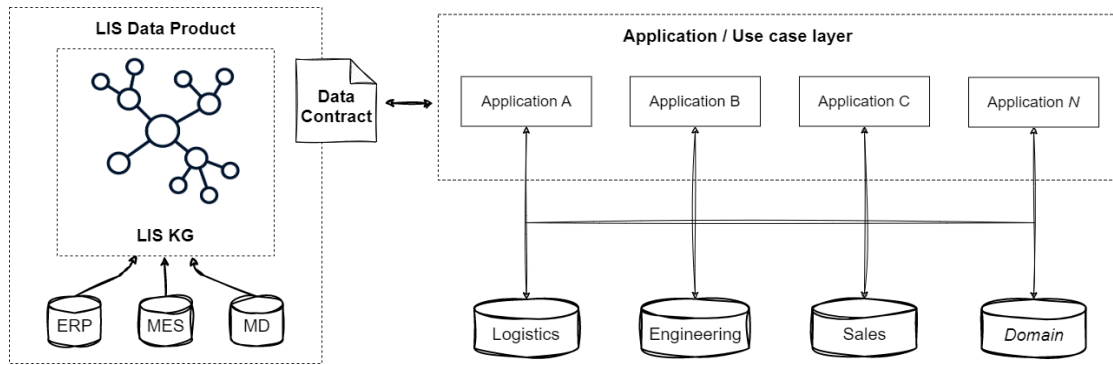 LIS Data Product
LIS KG
ERP
MES
MD
Data
Contract
Application / Use case layer
Application A
Application B
Application C
Application N
Logistics
Engineering
Sales
Domain